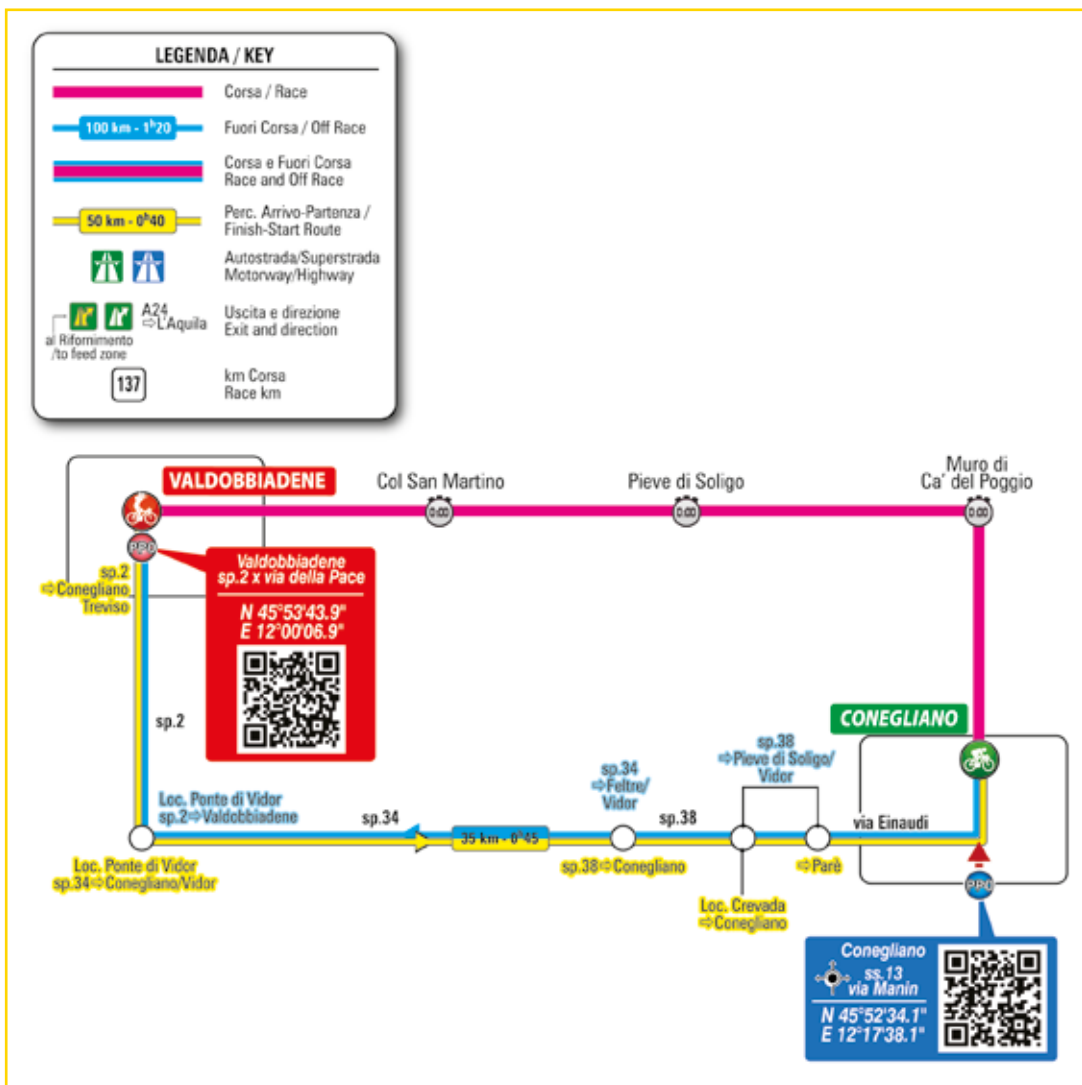 LEGENDA / KEY
Corsa / Race
100 km - 1h20
Fuori Corsa / Off Race
Corsa e Fuori Corsa
Race and Off Race
50 km - 0h40
Perc. Arrivo-Partenza /
Finish-Start Route
Autostrada/Superstrada
Motorway/Highway
A24
⇨L'Aquila
Uscita e direzione
Exit and direction
al Rifornimento
/to feed zone
137
km Corsa
Race km
VALDOBBIADENE
Col San Martino
Pieve di Soligo
Muro di
Ca' del Poggio
0:00
0:00
0:00
PPO
sp.2
⇨Conegliano
Treviso
Valdobbiadene
sp.2 x via della Pace
N 45°53'43.9"
E 12°00'06.9"
sp.2
CONEGLIANO
Loc. Ponte di Vidor
sp.2⇨Valdobbiadene
sp.34
35 km - 0h45
sp.34
⇨Feltre/
Vidor
sp.38
sp.38
⇨Pieve di Soligo/
Vidor
via Einaudi
Loc. Ponte di Vidor
sp.34⇨Conegliano/Vidor
sp.38⇨Conegliano
Loc. Crevada
⇨Conegliano
⇨Parè
PPO
Conegliano
ss.13
via Manin
N 45°52'34.1"
E 12°17'38.1"